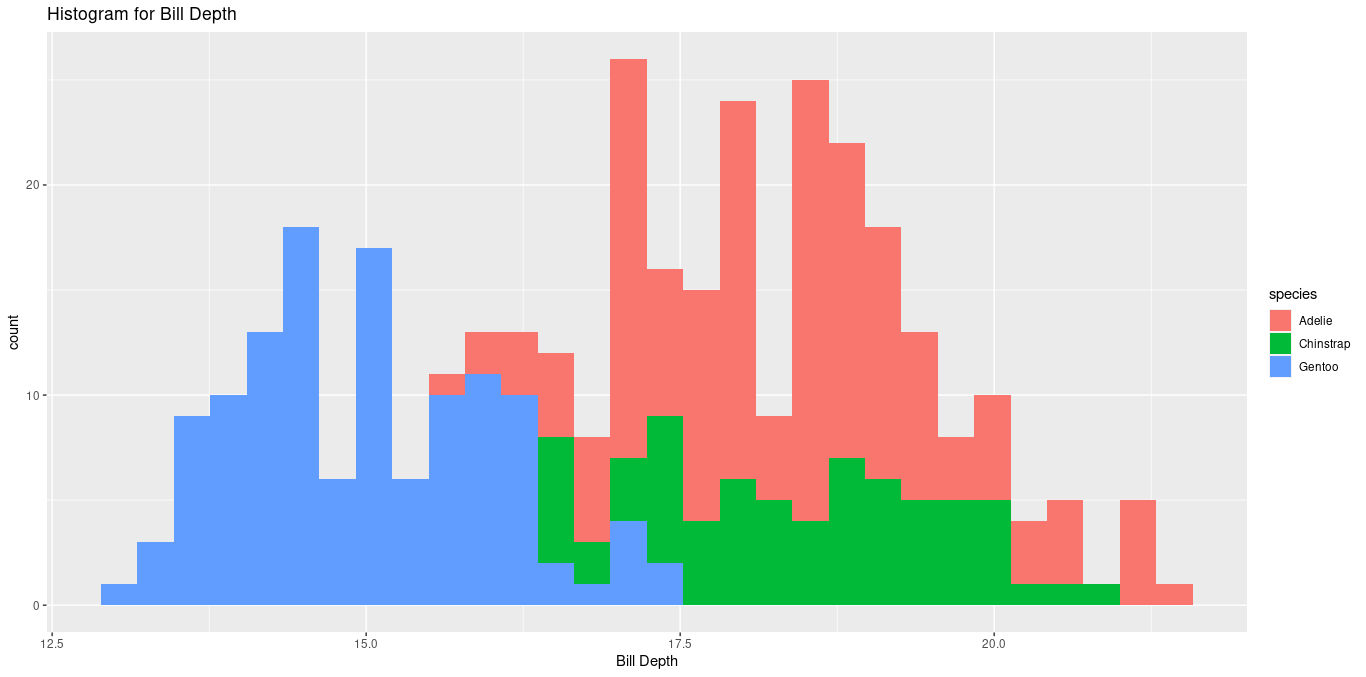 Histogram for Bill Depth
20
10
0
count
12.5
15.0
17.5
20.0
Bill Depth
species
Adelie
Chinstrap
Gentoo